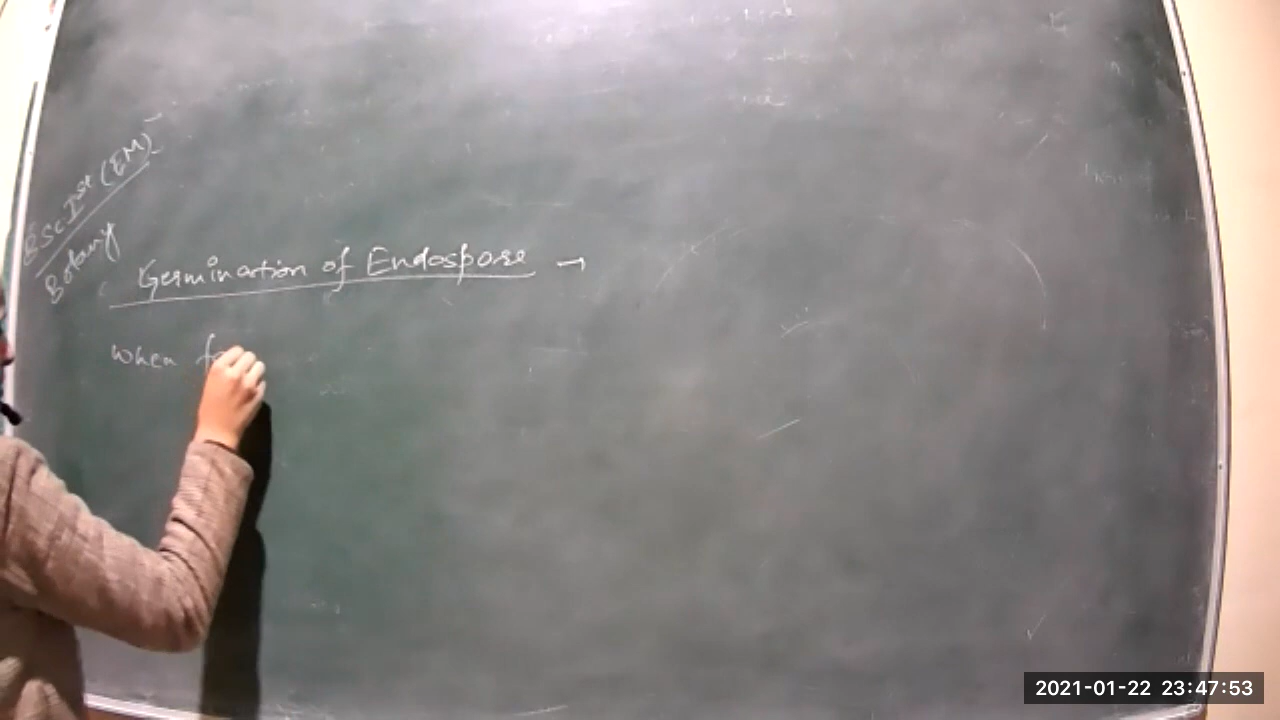 BSc Ist (EM)
Botany
Germination of Endospore →
When
2021-01-22 23:47:53